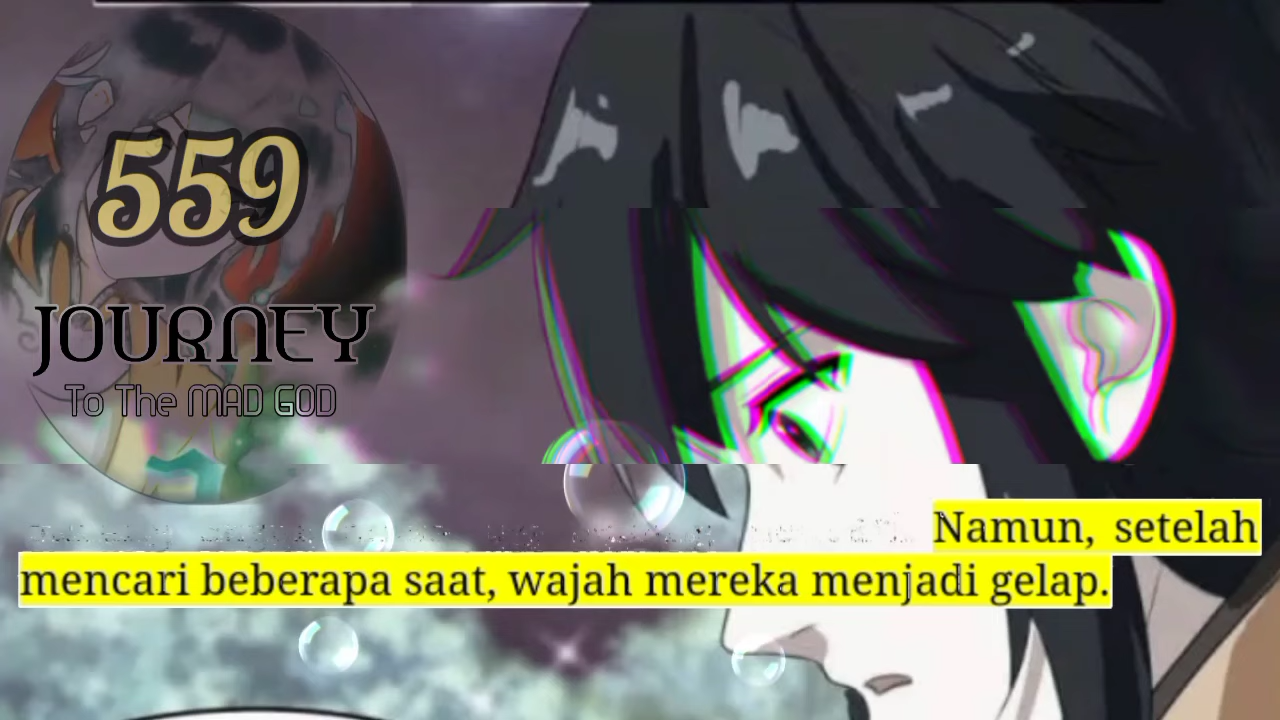 559
JOURNEY
To The MAD GOD
Namun, setelah
mencari beberapa saat, wajah mereka menjadi gelap.